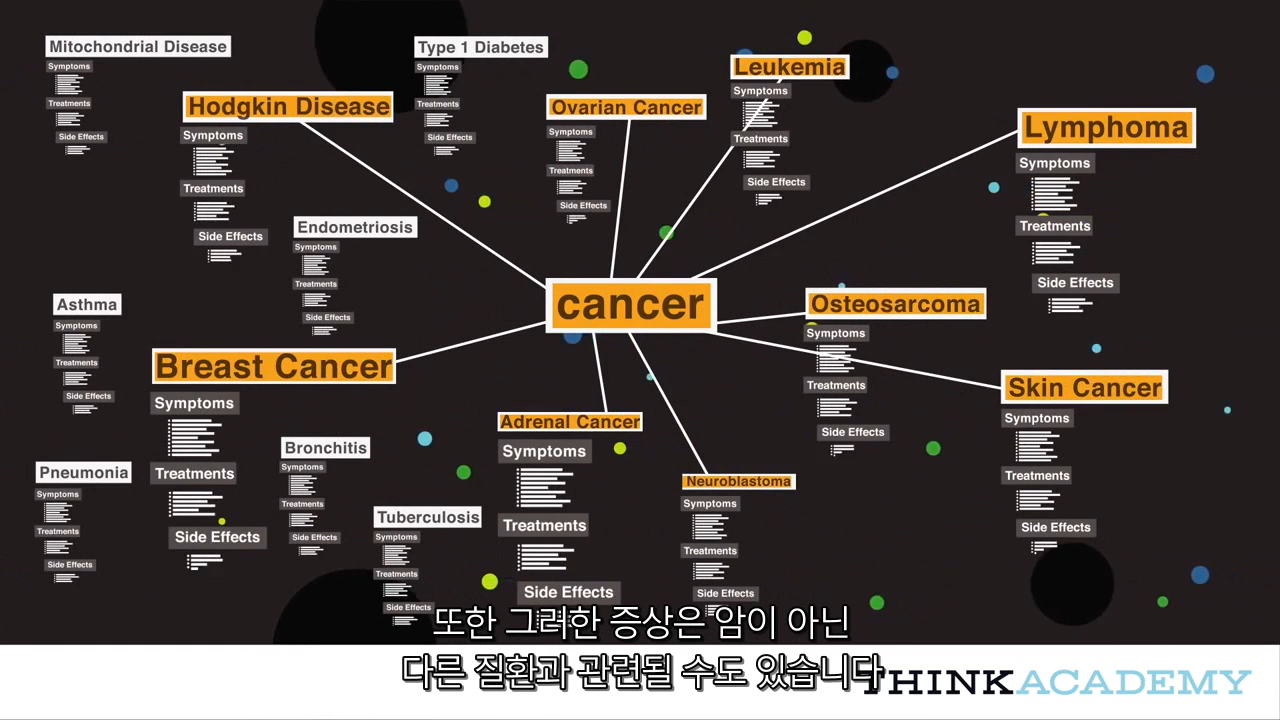 Mitochondrial Disease
Symptoms
Treatments
Side Effects
Hodgkin Disease
Symptoms
Treatments
Side Effects
Type 1 Diabetes
Symptoms
Treatments
Side Effects
Ovarian Cancer
Symptoms
Treatments
Side Effects
Leukemia
Symptoms
Treatments
Side Effects
Lymphoma
Symptoms
Treatments
Side Effects
Endometriosis
Symptoms
Treatments
Side Effects
cancer
Asthma
Symptoms
Treatments
Side Effects
Breast Cancer
Symptoms
Treatments
Side Effects
Osteosarcoma
Symptoms
Treatments
Side Effects
Skin Cancer
Symptoms
Treatments
Side Effects
Adrenal Cancer
Symptoms
Treatments
Side Effects
Neuroblastoma
Symptoms
Treatments
Side Effects
Bronchitis
Symptoms
Treatments
Side Effects
Pneumonia
Symptoms
Treatments
Side Effects
Tuberculosis
Symptoms
Treatments
Side Effects
또한 그러한 증상은 암이 아닌
다른 질환과 관련될 수도 있습니다
THINKACADEMY